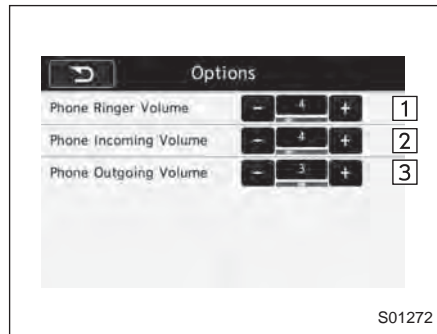 Options
Phone Ringer Volume - 4 + 1
Phone Incoming Volume - 4 + 2
Phone Outgoing Volume - 3 + 3
S01272